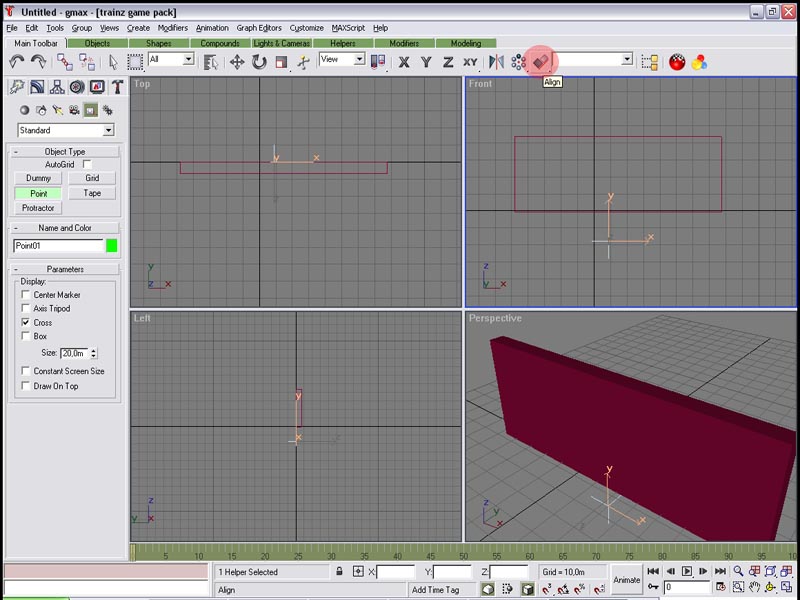 Untitled - gmax - [trainz game pack]
File Edit Tools Group Views Create Modifiers Animation Graph Editors Customize MAXScript Help
Main Toolbar Objects Shapes Compounds Lights & Cameras Helpers Modifiers Modeling
All View X Y Z XY
Align
Top
Front
Standard
- Object Type
AutoGrid
Dummy Grid
Point Tape
Protractor
- Name and Color
Point01
- Parameters
Display:
Center Marker
Axis Tripod
Cross
Box
Size: 20,0m
Constant Screen Size
Draw On Top
y x
y x
y z x
z x
Left
Perspective
y x
z y x
y x
z y x
5 10 15 20 25 30 35 40 45 50 55 60 65 70 75 80 85 90 95 100
1 Helper Selected X: Y: Z: Grid = 10,0m
Align Add Time Tag
Animate
0